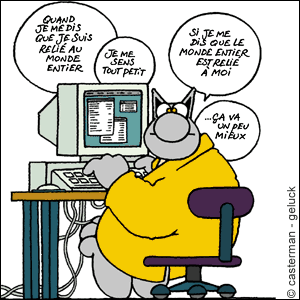 QUAND
JE ME DIS
QUE JE SUIS
RELIÉ AU
MONDE
ENTIER
JE ME
SENS
TOUT PETIT
SI JE ME
DIS QUE LE
MONDE ENTIER
EST RELIÉ
À MOI
...ÇA VA
UN PEU
MIEUX
© casterman - geluck